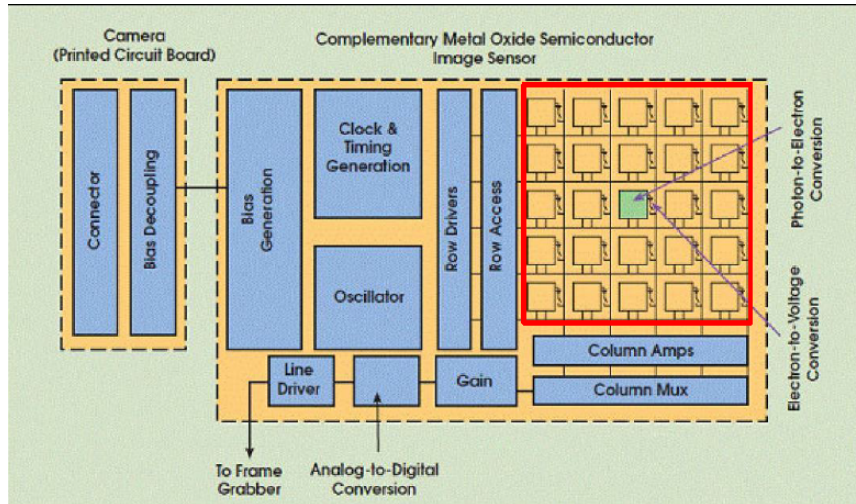 Camera
(Printed Circuit Board)
Complementary Metal Oxide Semiconductor
Image Sensor
Connector
Bias Decoupling
Bias
Generation
Clock &
Timing
Generation
Oscillator
Row Drivers
Row Access
Photon-to-Electron
Conversion
Electron-to-Voltage
Conversion
Column Amps
Line
Driver
Gain
Column Mux
To Frame
Grabber
Analog-to-Digital
Conversion